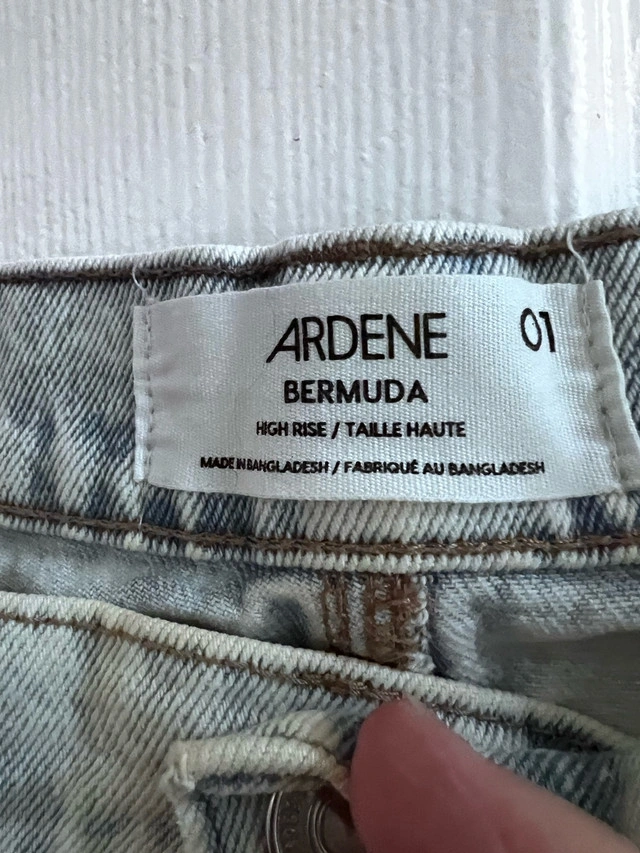 ARDENE 01
BERMUDA
HIGH RISE / TAILLE HAUTE
MADE IN BANGLADESH / FABRIQUÉ AU BANGLADESH